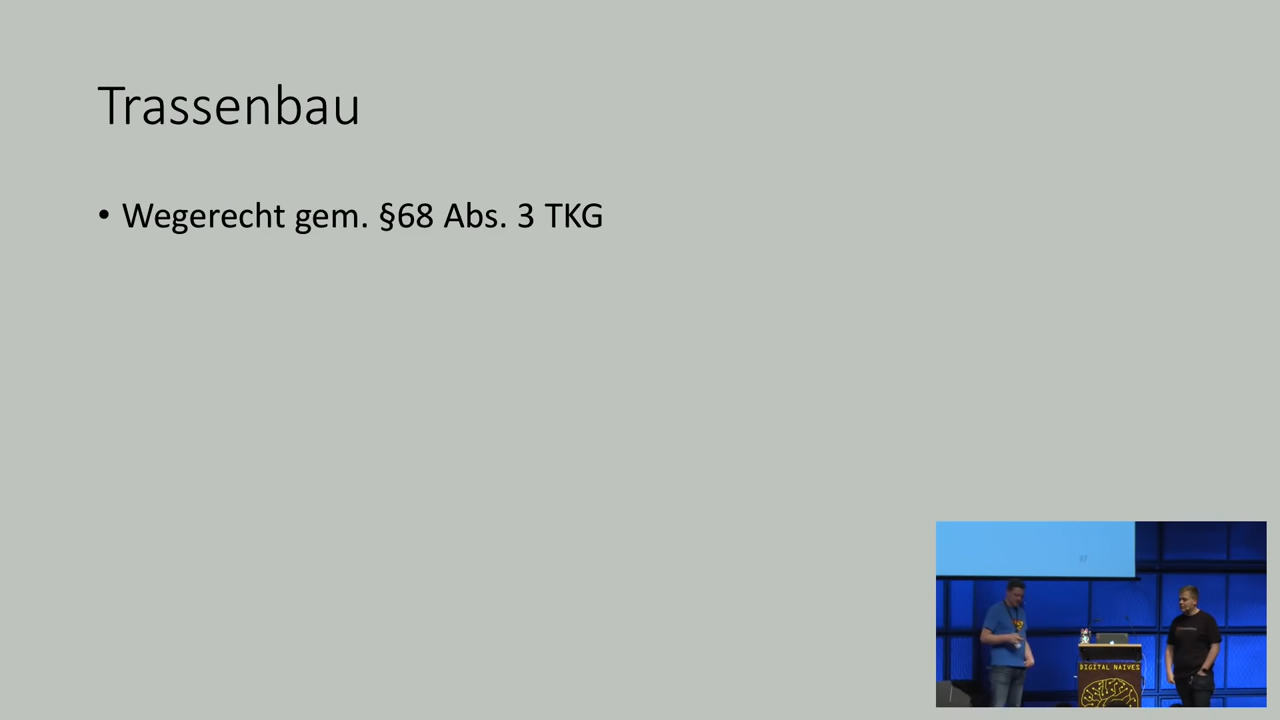 Trassenbau
• Wegerecht gem. §68 Abs. 3 TKG
DIGITAL NAIVES